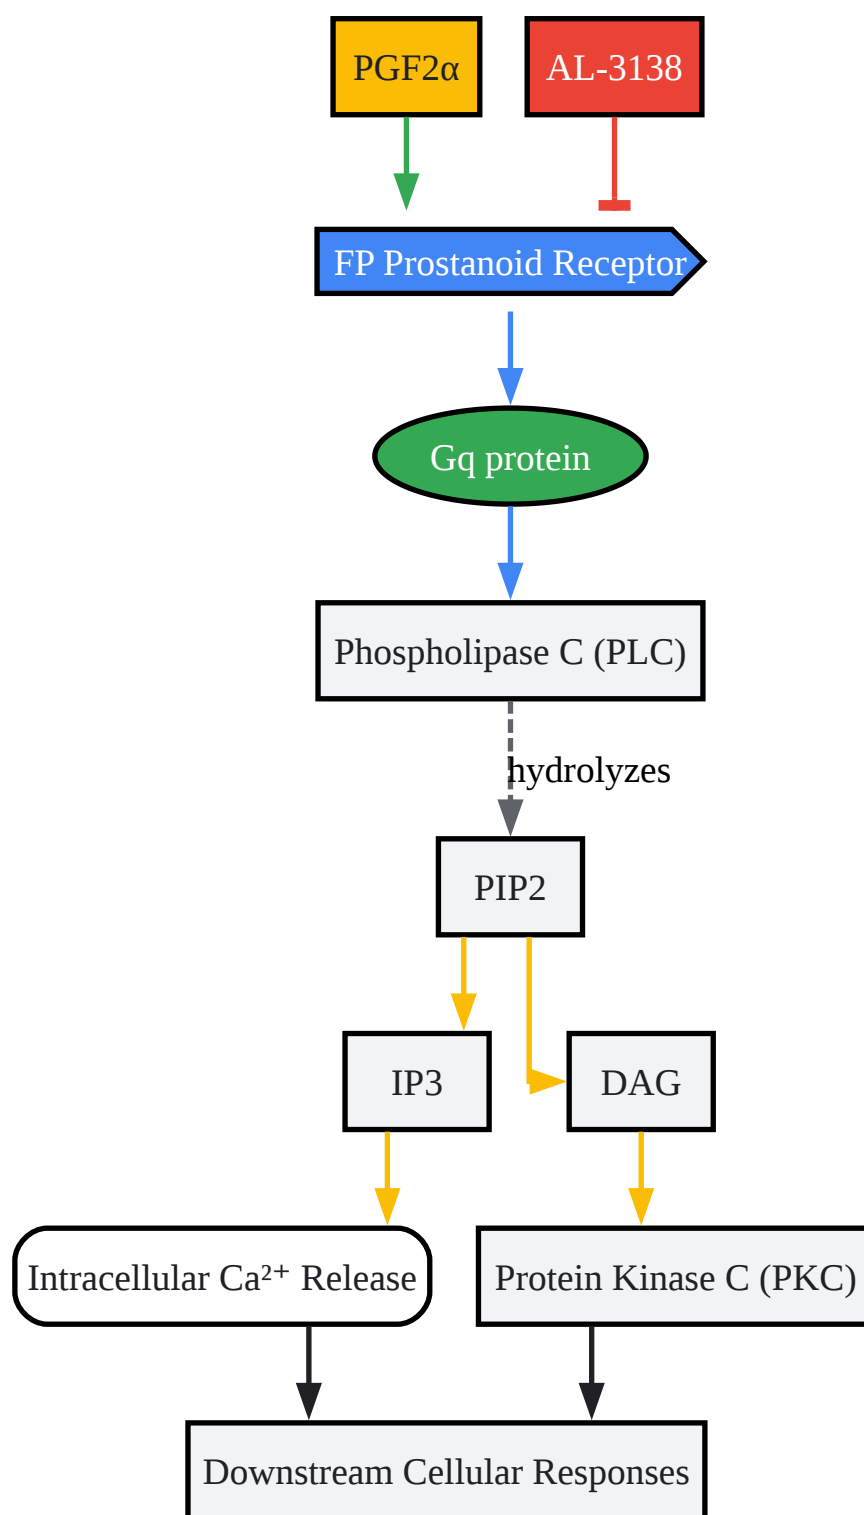 PGF2α
AL-3138
FP Prostanoid Receptor
Gq protein
Phospholipase C (PLC)
hydrolyzes
PIP2
IP3
DAG
Intracellular Ca²⁺ Release
Protein Kinase C (PKC)
Downstream Cellular Responses